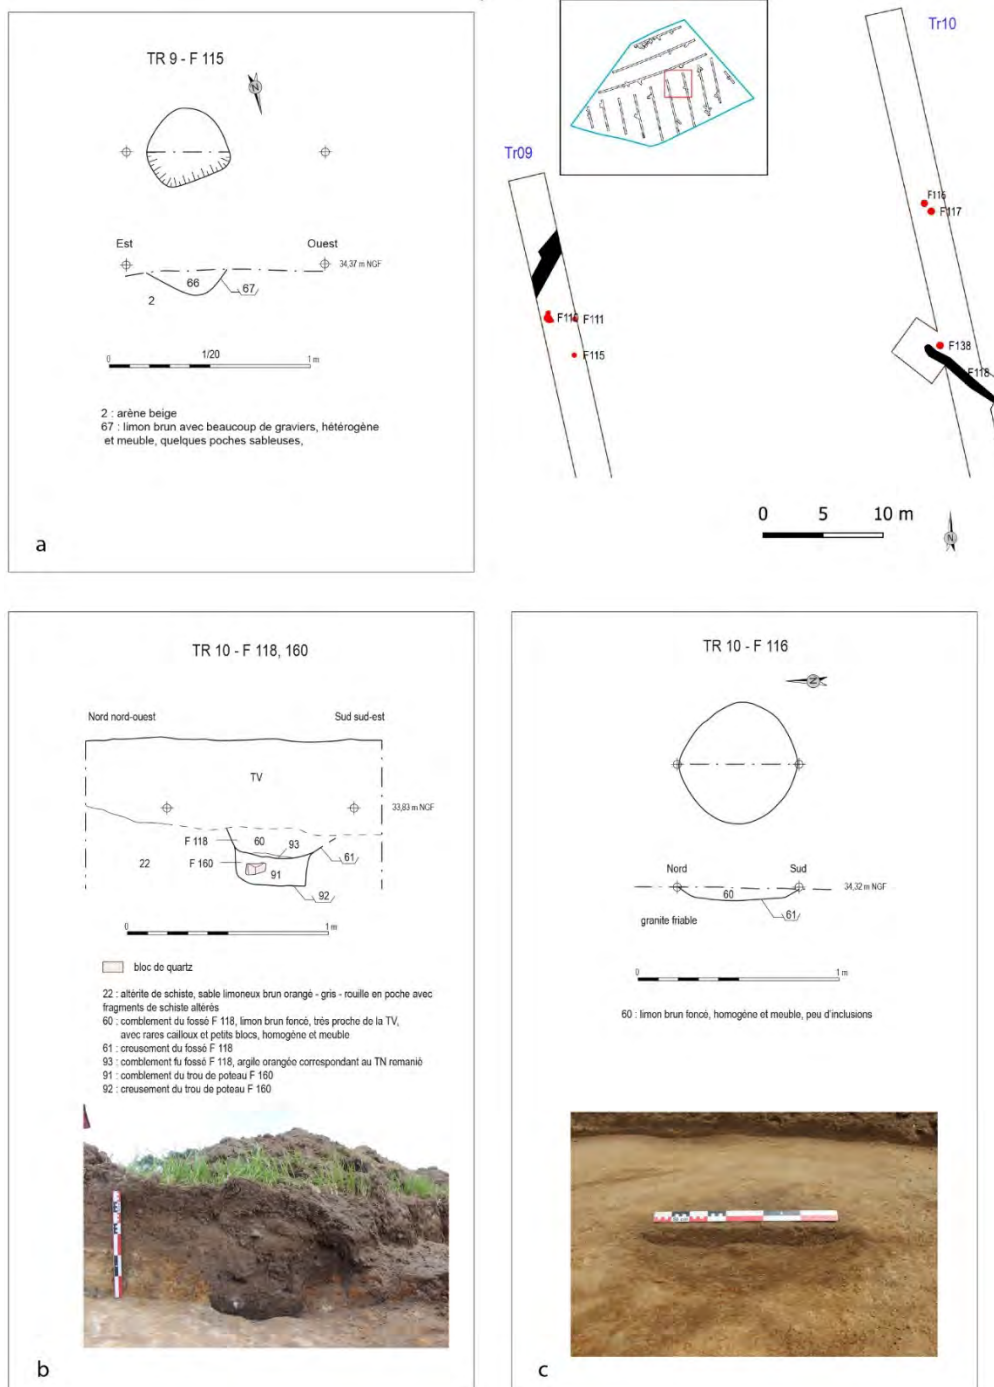 TR 9 - F 115
N
Est
Ouest
34,37 m NGF
66
67
2
1/20
0
1 m
2 : arène beige
67 : limon brun avec beaucoup de graviers, hétérogène
et meuble, quelques poches sableuses,
a
Tr10
Tr09
F116
F117
F110
F111
F115
F138
F118
0 5 10 m
N
TR 10 - F 118, 160
Nord nord-ouest
Sud sud-est
TV
33,83 m NGF
F 118
60
93
61
22
F 160
91
92
0
1 m
bloc de quartz
22 : altérite de schiste, sable limoneux brun orangé - gris - rouille en poche avec
fragments de schiste altérés
60 : comblement du fossé F 118, limon brun foncé, très proche de la TV,
avec rares cailloux et petits blocs, homogène et meuble
61 : creusement du fossé F 118
93 : comblement fu fossé F 118, argile orangée correspondant au TN remanié
91 : comblement du trou de poteau F 160
92 : creusement du trou de poteau F 160
b
TR 10 - F 116
N
Nord
Sud
60
34,32 m NGF
61
granite friable
0
1 m
60 : limon brun foncé, homogène et meuble, peu d'inclusions
c